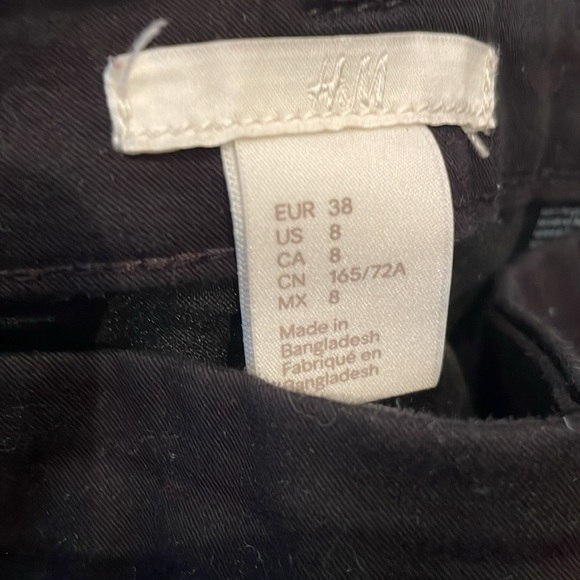 H&M
EUR 38
US 8
CA 8
CN 165/72A
MX 8
Made in
Bangladesh
Fabriqué en
Bangladesh